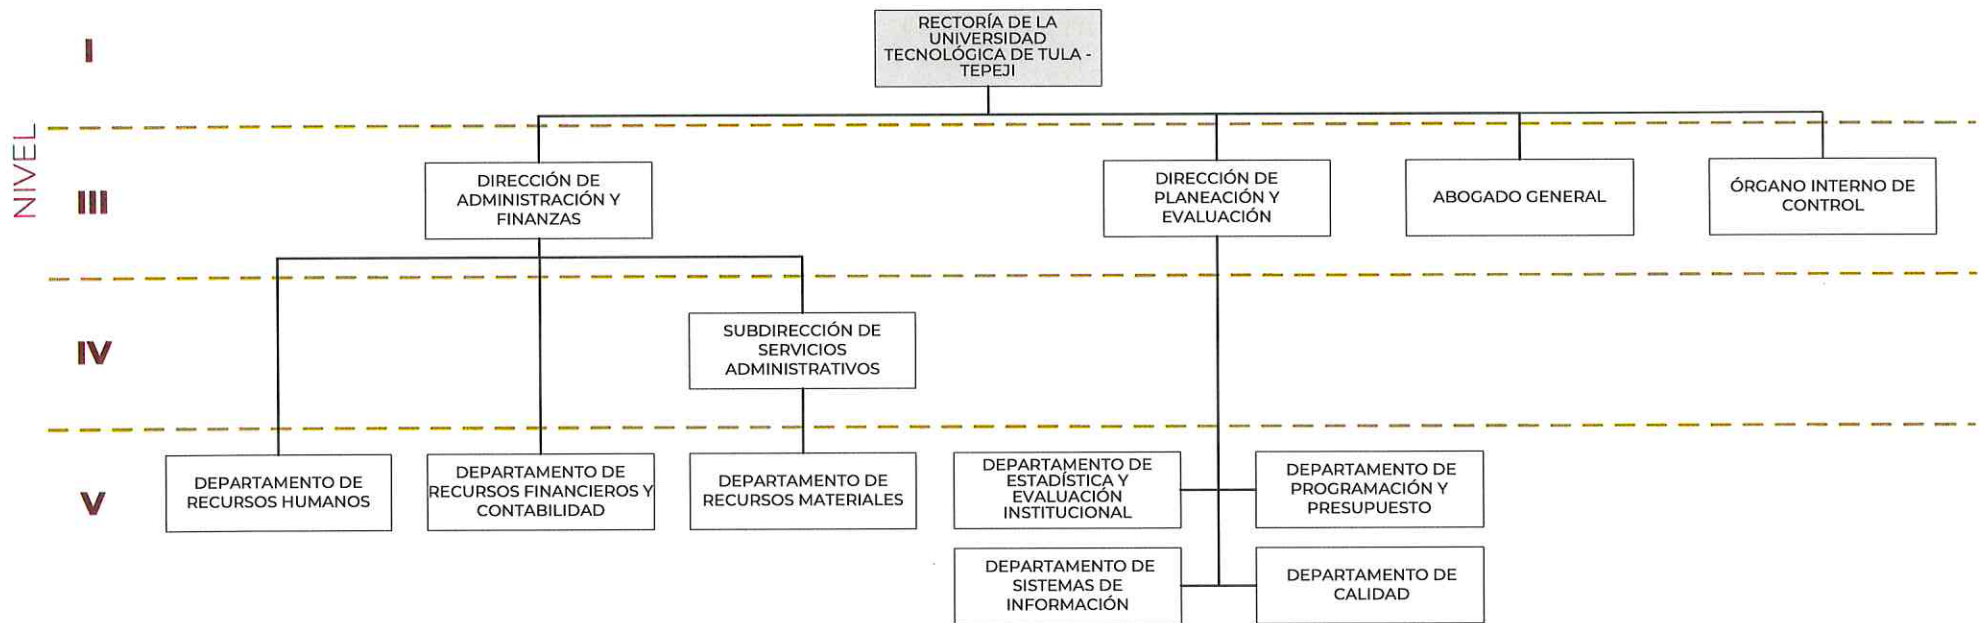 RECTORÍA DE LA
UNIVERSIDAD
TECNOLÓGICA DE TULA -
TEPEJI
I
NIVEL
III
DIRECCIÓN DE
ADMINISTRACIÓN Y
FINANZAS
DIRECCIÓN DE
PLANEACIÓN Y
EVALUACIÓN
ABOGADO GENERAL
ÓRGANO INTERNO DE
CONTROL
IV
SUBDIRECCIÓN DE
SERVICIOS
ADMINISTRATIVOS
V
DEPARTAMENTO DE
RECURSOS HUMANOS
DEPARTAMENTO DE
RECURSOS FINANCIEROS Y
CONTABILIDAD
DEPARTAMENTO DE
RECURSOS MATERIALES
DEPARTAMENTO DE
ESTADÍSTICA Y
EVALUACIÓN
INSTITUCIONAL
DEPARTAMENTO DE
PROGRAMACIÓN Y
PRESUPUESTO
DEPARTAMENTO DE
SISTEMAS DE
INFORMACIÓN
DEPARTAMENTO DE
CALIDAD